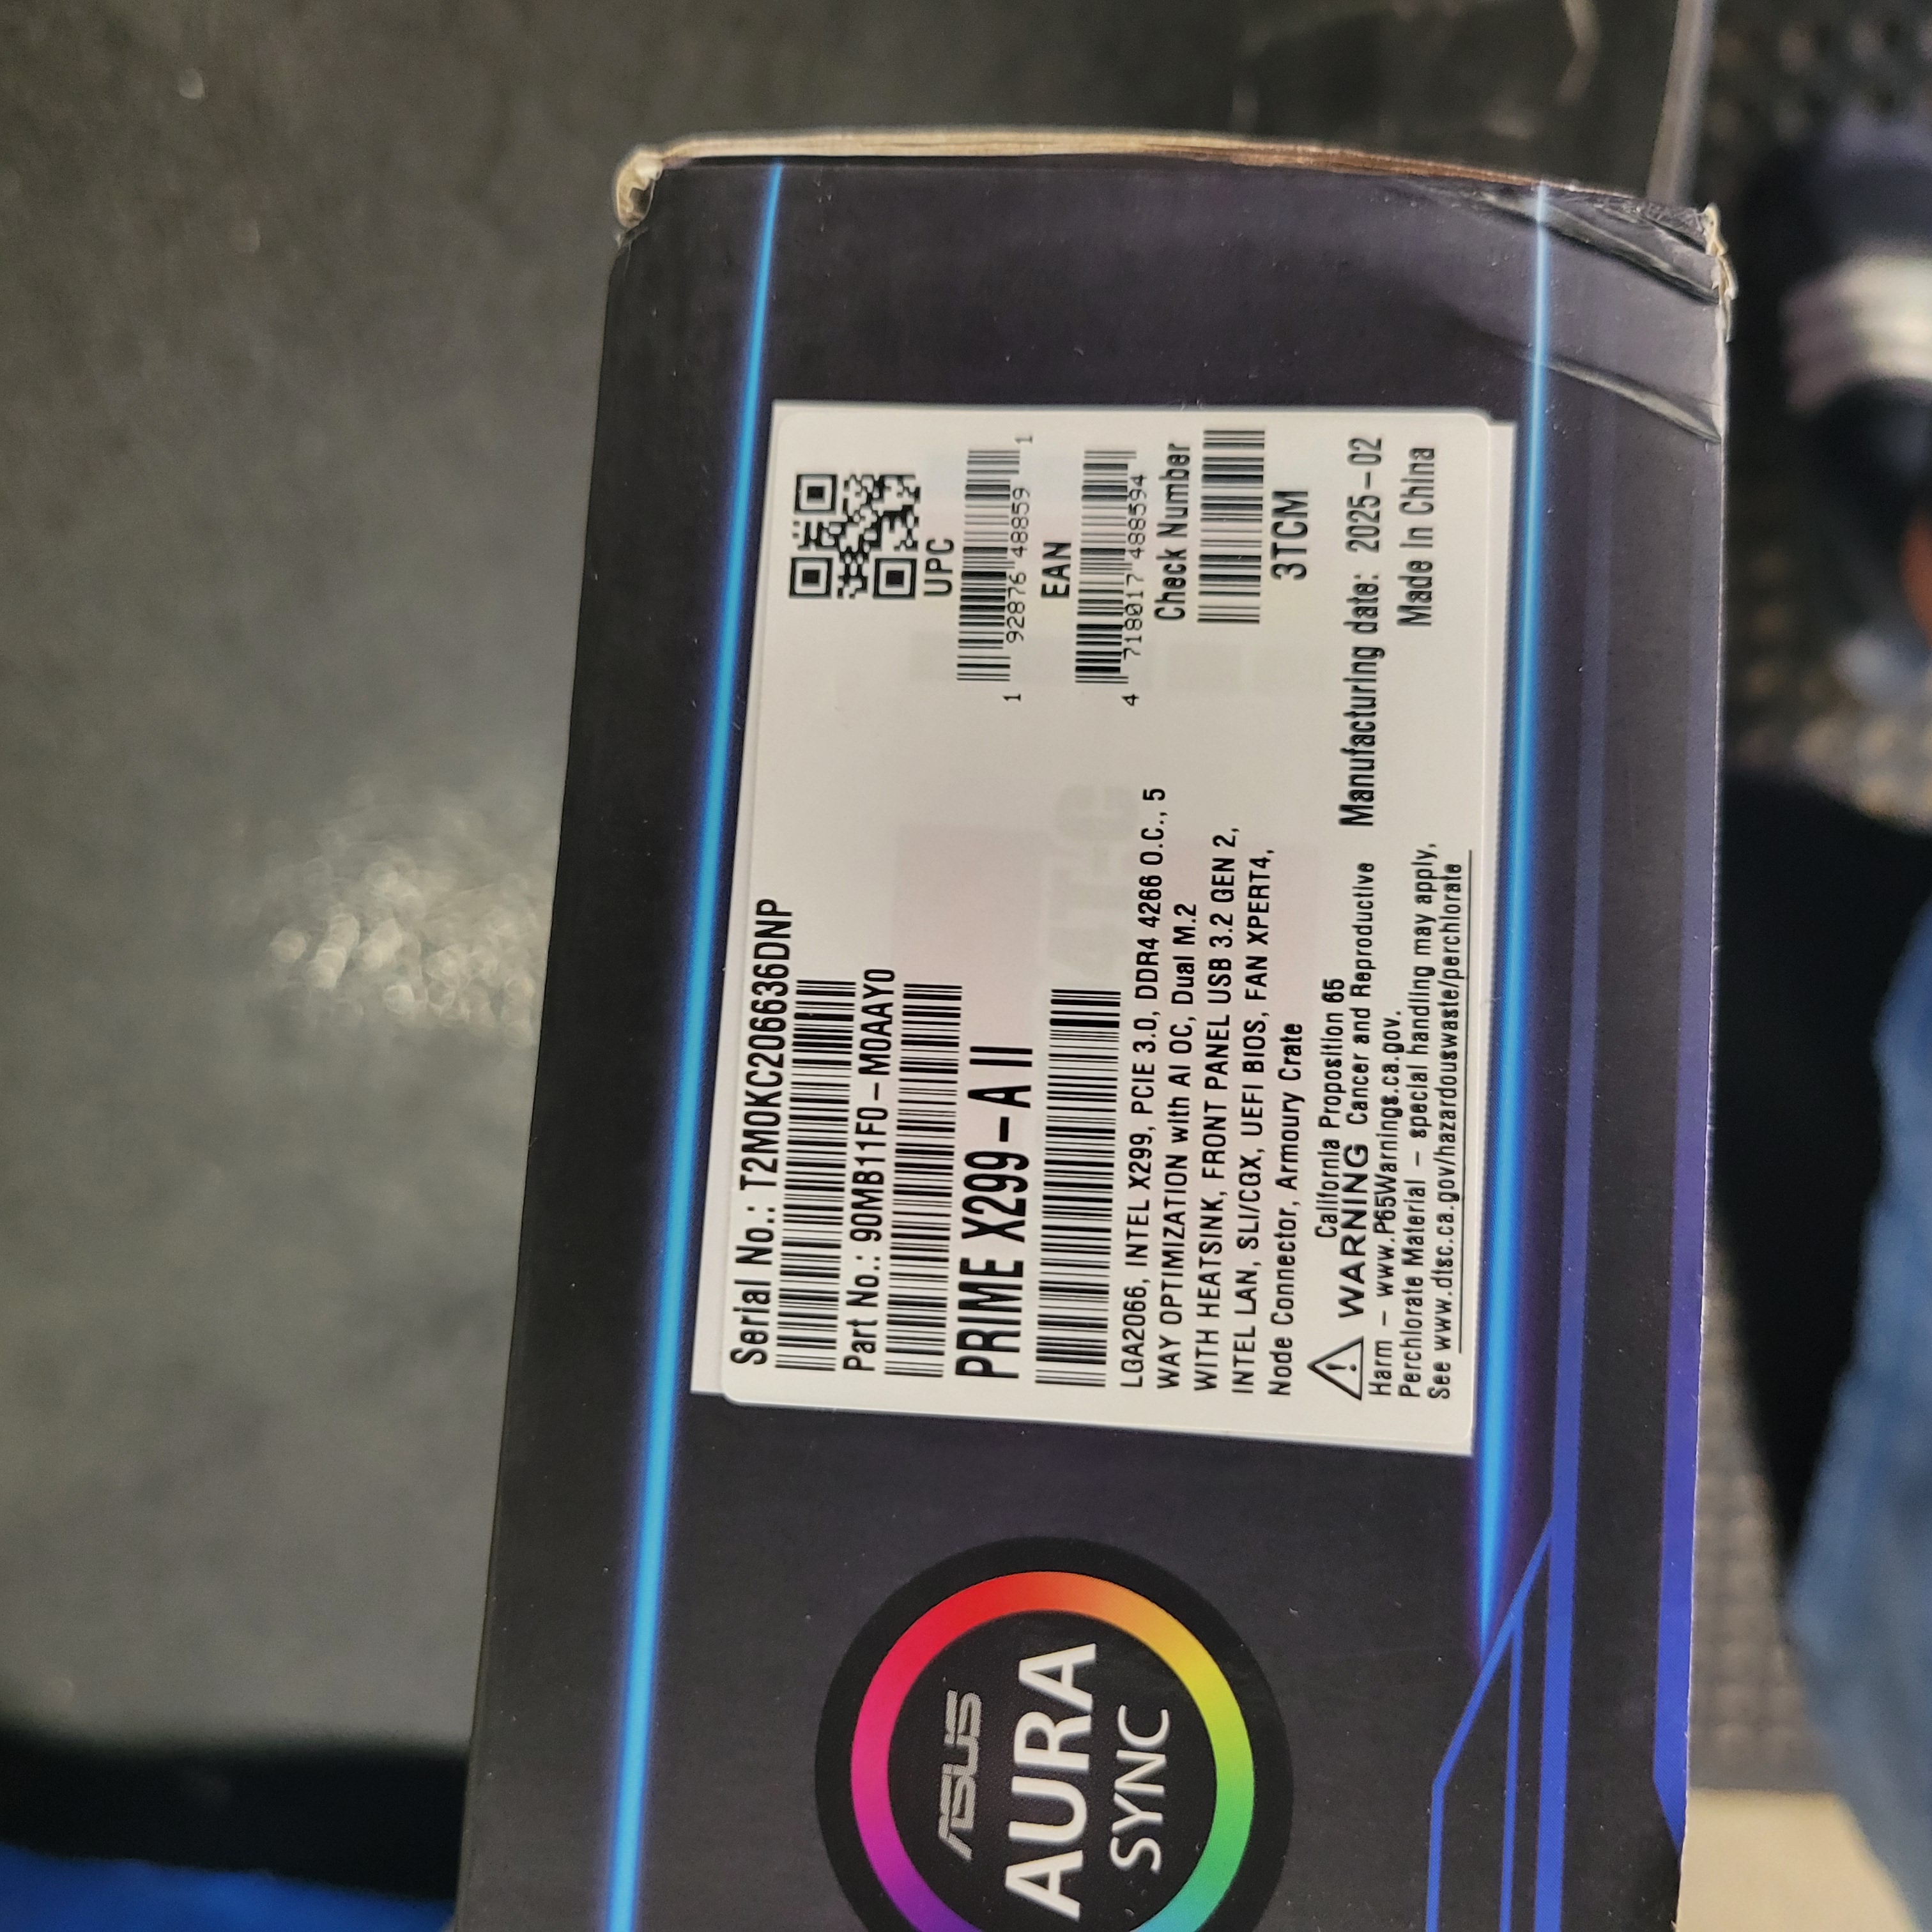 Serial No.: T2M0KC206636DNP
Part No.: 90MB11F0-M0AAY0
PRIME X299-A II
LGA2066, INTEL X299, PCIE 3.0, DDR4 4266 O.C., 5
WAY OPTIMIZATION with AI OC, Dual M.2
WITH HEATSINK, FRONT PANEL USB 3.2 GEN 2,
INTEL LAN, SLI/CGX, UEFI BIOS, FAN XPERT4,
Node Connector, Armoury Crate
California Proposition 65
WARNING Cancer and Reproductive
Harm - www.P65Warnings.ca.gov.
Perchlorate Material - special handling may apply,
See www.dtsc.ca.gov/hazardouswaste/perchlorate
UPC
1 92876 48859 1
EAN
4 718017 488594
Check Number
3TCM
Manufacturing date: 2025-02
Made In China
ASUS
AURA
SYNC